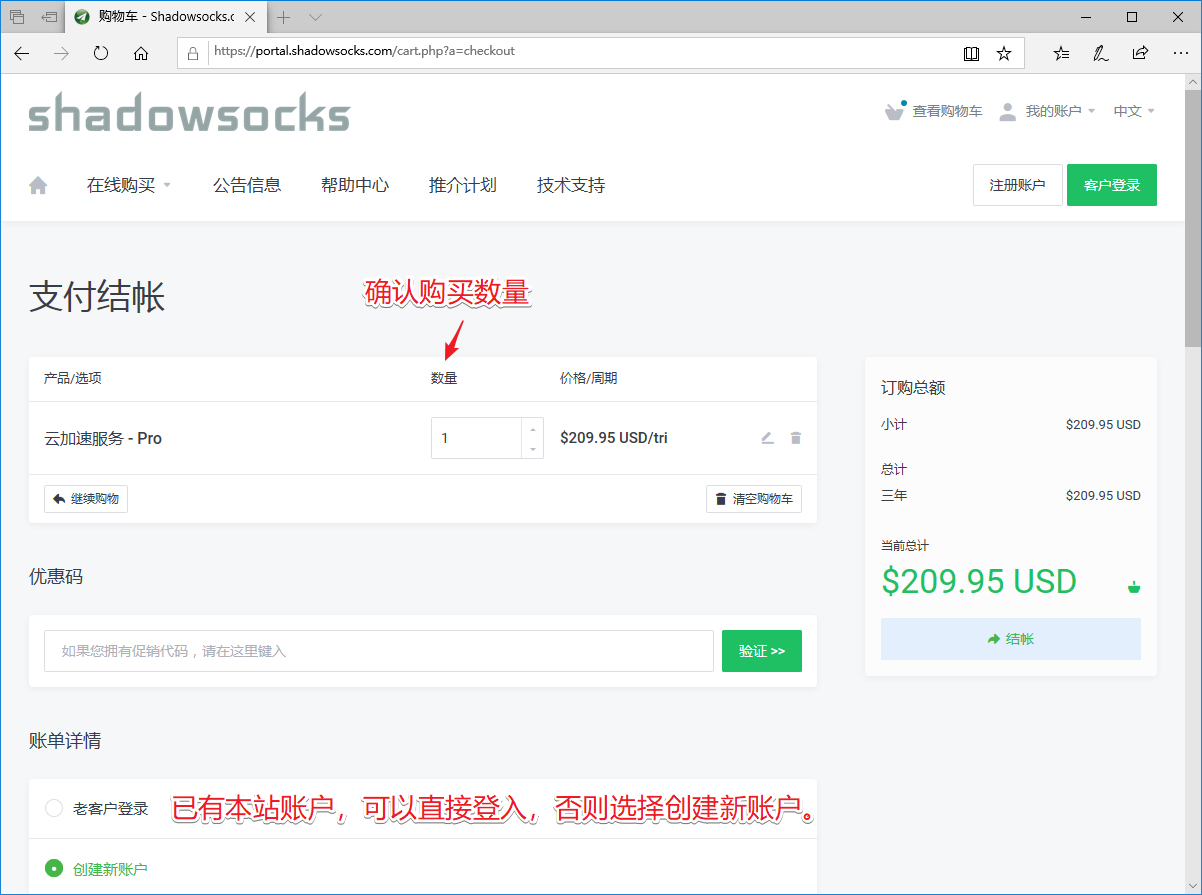 购物车 - Shadowsocks.c
https://portal.shadowsocks.com/cart.php?a=checkout
shadowsocks
查看购物车 我的账户 中文
在线购买 公告信息 帮助中心 推介计划 技术支持 注册账户 客户登录
支付结帐
确认购买数量
产品/选项 数量 价格/周期
云加速服务 - Pro 1 $209.95 USD/tri
继续购物 清空购物车
订购总额
小计 $209.95 USD
总计
三年 $209.95 USD
当前总计
$209.95 USD
结帐
优惠码
如果您拥有促销代码，请在这里键入 验证 >>
账单详情
老客户登录 已有本站账户，可以直接登入，否则选择创建新账户。
创建新账户